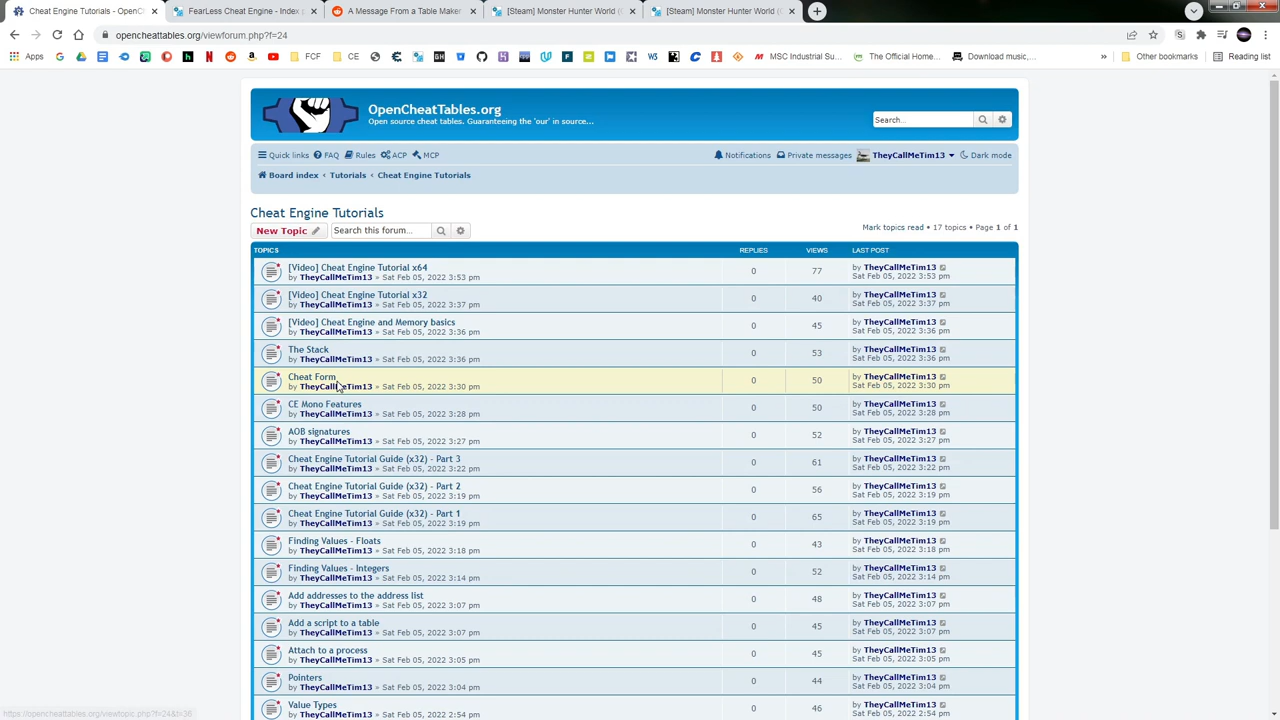 Cheat Engine Tutorials - OpenCh
FearLess Cheat Engine - Index p
A Message From a Table Maker
[Steam] Monster Hunter World (
[Steam] Monster Hunter World (
opencheattables.org/viewforum.php?f=24
Apps
FCF
CE
MSC Industrial Su...
The Official Home...
Download music,...
Other bookmarks
Reading list
OpenCheatTables.org
Open source cheat tables. Guaranteeing the 'our' in source...
Search...
Quick links FAQ Rules ACP MCP
Notifications Private messages TheyCallMeTim13 Dark mode
Board index ‹ Tutorials ‹ Cheat Engine Tutorials
Cheat Engine Tutorials
New Topic Search this forum...
Mark topics read • 17 topics • Page 1 of 1
TOPICS REPLIES VIEWS LAST POST
[Video] Cheat Engine Tutorial x64 0 77 by TheyCallMeTim13
by TheyCallMeTim13 » Sat Feb 05, 2022 3:53 pm Sat Feb 05, 2022 3:53 pm
[Video] Cheat Engine Tutorial x32 0 40 by TheyCallMeTim13
by TheyCallMeTim13 » Sat Feb 05, 2022 3:37 pm Sat Feb 05, 2022 3:37 pm
[Video] Cheat Engine and Memory basics 0 45 by TheyCallMeTim13
by TheyCallMeTim13 » Sat Feb 05, 2022 3:36 pm Sat Feb 05, 2022 3:36 pm
The Stack 0 53 by TheyCallMeTim13
by TheyCallMeTim13 » Sat Feb 05, 2022 3:36 pm Sat Feb 05, 2022 3:36 pm
Cheat Form 0 50 by TheyCallMeTim13
by TheyCallMeTim13 » Sat Feb 05, 2022 3:30 pm Sat Feb 05, 2022 3:30 pm
CE Mono Features 0 50 by TheyCallMeTim13
by TheyCallMeTim13 » Sat Feb 05, 2022 3:28 pm Sat Feb 05, 2022 3:28 pm
AOB signatures 0 52 by TheyCallMeTim13
by TheyCallMeTim13 » Sat Feb 05, 2022 3:27 pm Sat Feb 05, 2022 3:27 pm
Cheat Engine Tutorial Guide (x32) - Part 3 0 61 by TheyCallMeTim13
by TheyCallMeTim13 » Sat Feb 05, 2022 3:22 pm Sat Feb 05, 2022 3:22 pm
Cheat Engine Tutorial Guide (x32) - Part 2 0 56 by TheyCallMeTim13
by TheyCallMeTim13 » Sat Feb 05, 2022 3:19 pm Sat Feb 05, 2022 3:19 pm
Cheat Engine Tutorial Guide (x32) - Part 1 0 65 by TheyCallMeTim13
by TheyCallMeTim13 » Sat Feb 05, 2022 3:19 pm Sat Feb 05, 2022 3:19 pm
Finding Values - Floats 0 43 by TheyCallMeTim13
by TheyCallMeTim13 » Sat Feb 05, 2022 3:18 pm Sat Feb 05, 2022 3:18 pm
Finding Values - Integers 0 52 by TheyCallMeTim13
by TheyCallMeTim13 » Sat Feb 05, 2022 3:14 pm Sat Feb 05, 2022 3:14 pm
Add addresses to the address list 0 48 by TheyCallMeTim13
by TheyCallMeTim13 » Sat Feb 05, 2022 3:07 pm Sat Feb 05, 2022 3:07 pm
Add a script to a table 0 45 by TheyCallMeTim13
by TheyCallMeTim13 » Sat Feb 05, 2022 3:07 pm Sat Feb 05, 2022 3:07 pm
Attach to a process 0 45 by TheyCallMeTim13
by TheyCallMeTim13 » Sat Feb 05, 2022 3:05 pm Sat Feb 05, 2022 3:05 pm
Pointers 0 44 by TheyCallMeTim13
by TheyCallMeTim13 » Sat Feb 05, 2022 3:04 pm Sat Feb 05, 2022 3:04 pm
Value Types 0 46 by TheyCallMeTim13
Sat Feb 05, 2022 2:54 pm Sat Feb 05, 2022 2:54 pm
https://opencheattables.org/viewtopic.php?f=24&t=36